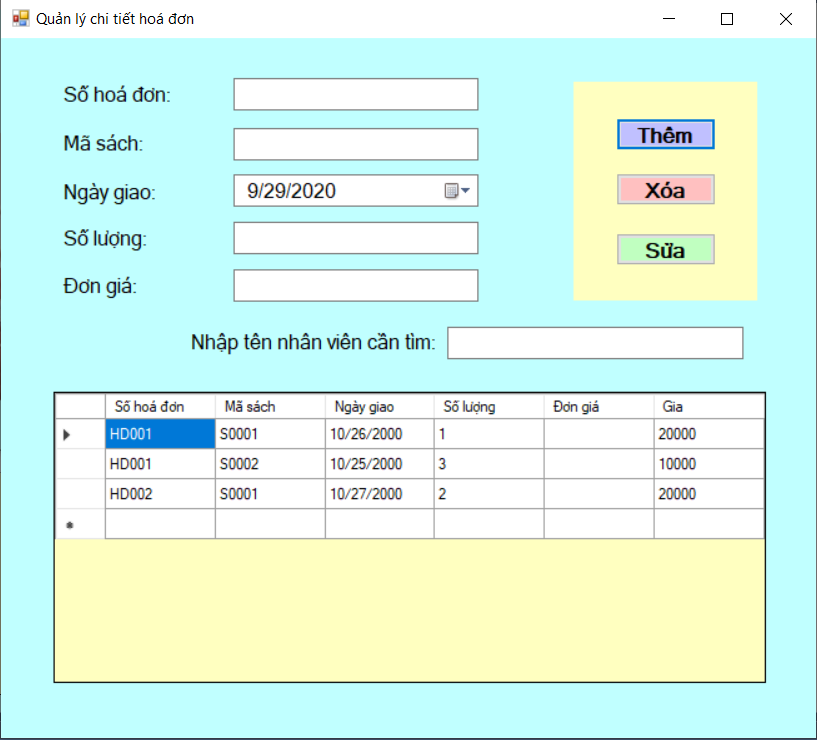 Quản lý chi tiết hoá đơn
Số hoá đơn:
Thêm
Mã sách:
Ngày giao: 9/29/2020
Xóa
Số lượng:
Sửa
Đơn giá:
Nhập tên nhân viên cần tìm:
Số hoá đơn Mã sách Ngày giao Số lượng Đơn giá Gia
HD001 S0001 10/26/2000 1 20000
HD001 S0002 10/25/2000 3 10000
HD002 S0001 10/27/2000 2 20000